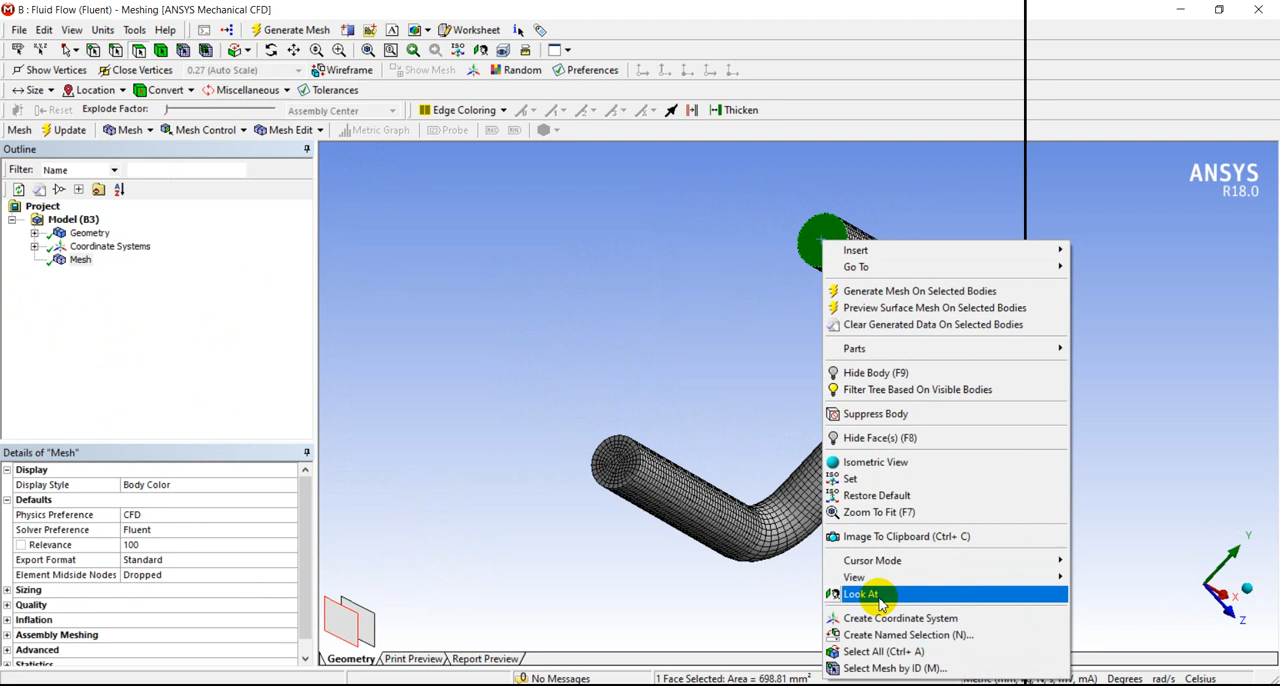 B : Fluid Flow (Fluent) - Meshing [ANSYS Mechanical CFD]
File Edit View Units Tools Help Generate Mesh A Worksheet i
Show Vertices Close Vertices 0.27 (Auto Scale) Wireframe Show Mesh Random Preferences
Size Location Convert Miscellaneous Tolerances
Reset Explode Factor: Assembly Center Edge Coloring Thicken
Mesh Update Mesh Mesh Control Mesh Edit Metric Graph Probe
Outline
Filter: Name
Project
Model (B3)
Geometry
Coordinate Systems
Mesh
Details of "Mesh"
Display
Display Style Body Color
Defaults
Physics Preference CFD
Solver Preference Fluent
Relevance 100
Export Format Standard
Element Midside Nodes Dropped
Sizing
Quality
Inflation
Assembly Meshing
Advanced
Statistics
ANSYS
R18.0
Insert
Go To
Generate Mesh On Selected Bodies
Preview Surface Mesh On Selected Bodies
Clear Generated Data On Selected Bodies
Parts
Hide Body (F9)
Filter Tree Based On Visible Bodies
Suppress Body
Hide Face(s) (F8)
Isometric View
ISO Set
ISO Restore Default
Zoom To Fit (F7)
Image To Clipboard (Ctrl+ C)
Cursor Mode
View
Look At
Create Coordinate System
Create Named Selection (N)...
Select All (Ctrl+ A)
Select Mesh by ID (M)...
Y
X
Z
Geometry Print Preview Report Preview
No Messages 1 Face Selected: Area = 698.81 mm² Degrees rad/s Celsius